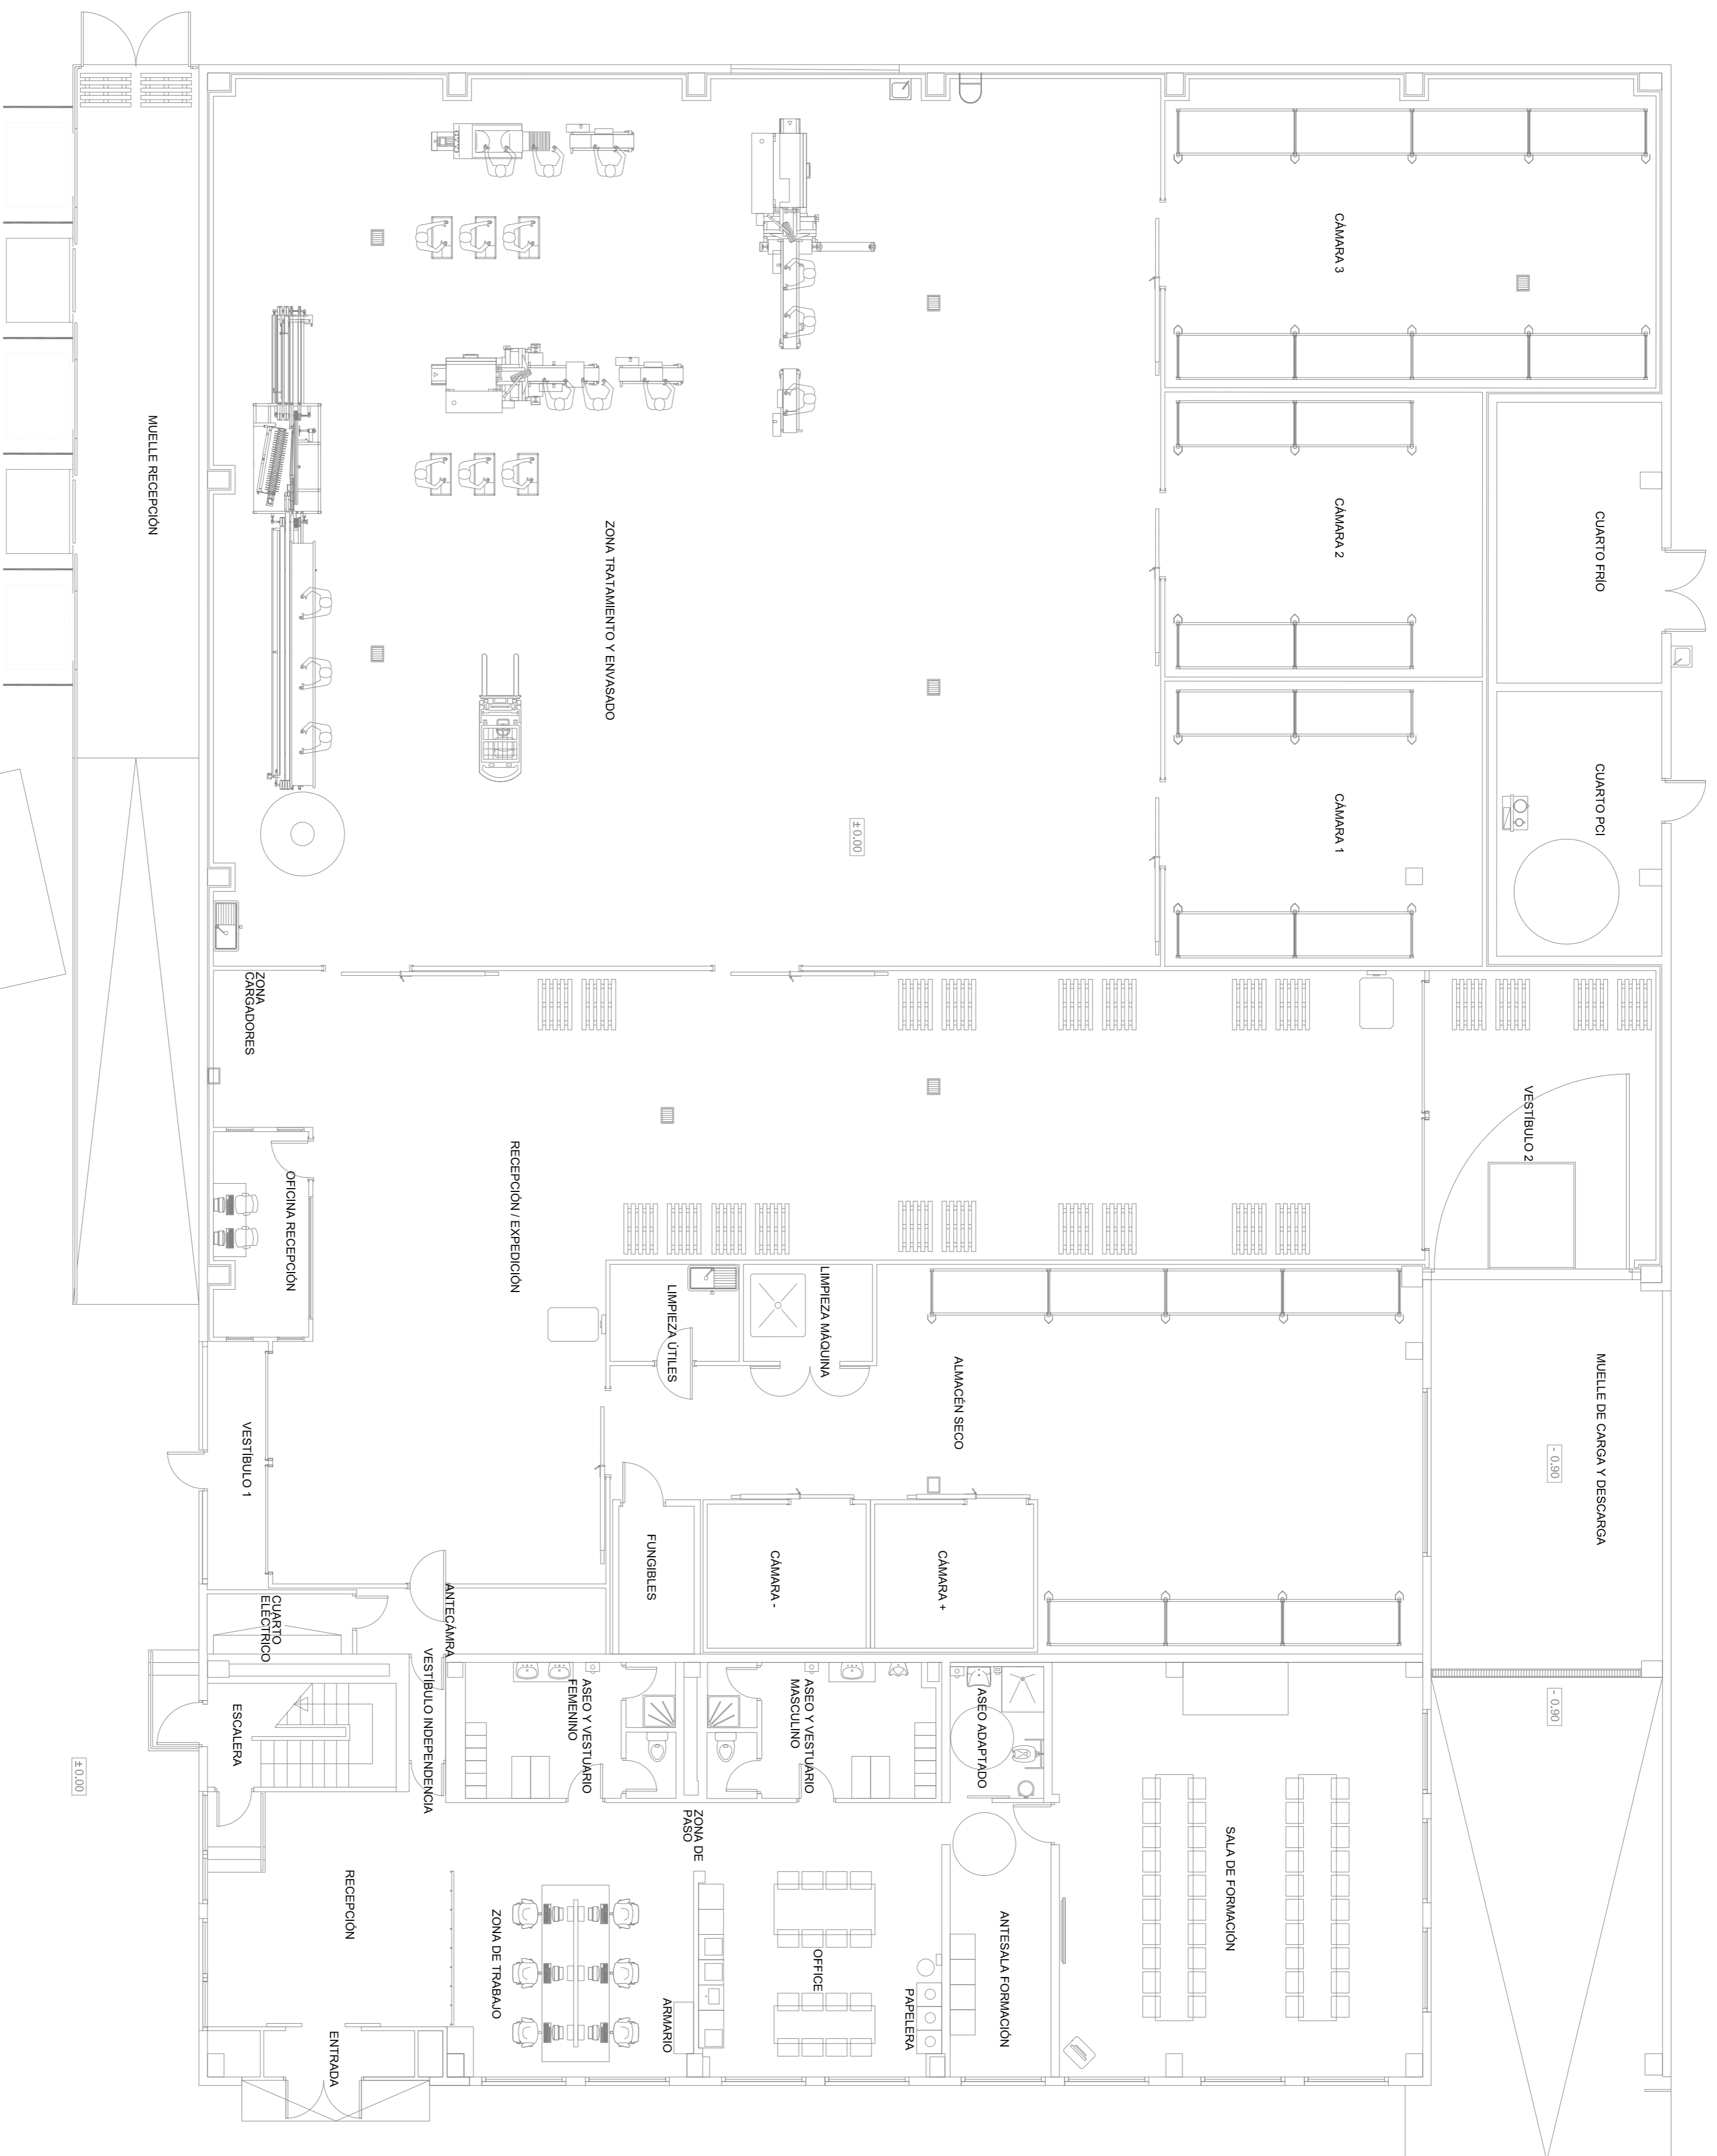 MUELLE RECEPCIÓN
ZONA TRATAMIENTO Y ENVASADO
CÁMARA 3
CÁMARA 2
CÁMARA 1
CUARTO FRÍO
CUARTO PCI
±0.00
ZONA
CARGADORES
OFICINA RECEPCIÓN
RECEPCIÓN / EXPEDICIÓN
VESTÍBULO 2
LIMPIEZA ÚTILES
LIMPIEZA MÁQUINA
ALMACÉN SECO
MUELLE DE CARGA Y DESCARGA
- 0.90
VESTÍBULO 1
FUNGIBLES
CÁMARA -
CÁMARA +
ANTECÁMRA
CUARTO
ELÉCTRICO
VESTÍBULO INDEPENDENCIA
ESCALERA
ASEO Y VESTUARIO
FEMENINO
ASEO Y VESTUARIO
MASCULINO
ASEO ADAPTADO
- 0.90
±0.00
ZONA DE
PASO
RECEPCIÓN
ZONA DE TRABAJO
ARMARIO
OFFICE
PAPELERA
ANTESALA FORMACIÓN
SALA DE FORMACIÓN
ENTRADA